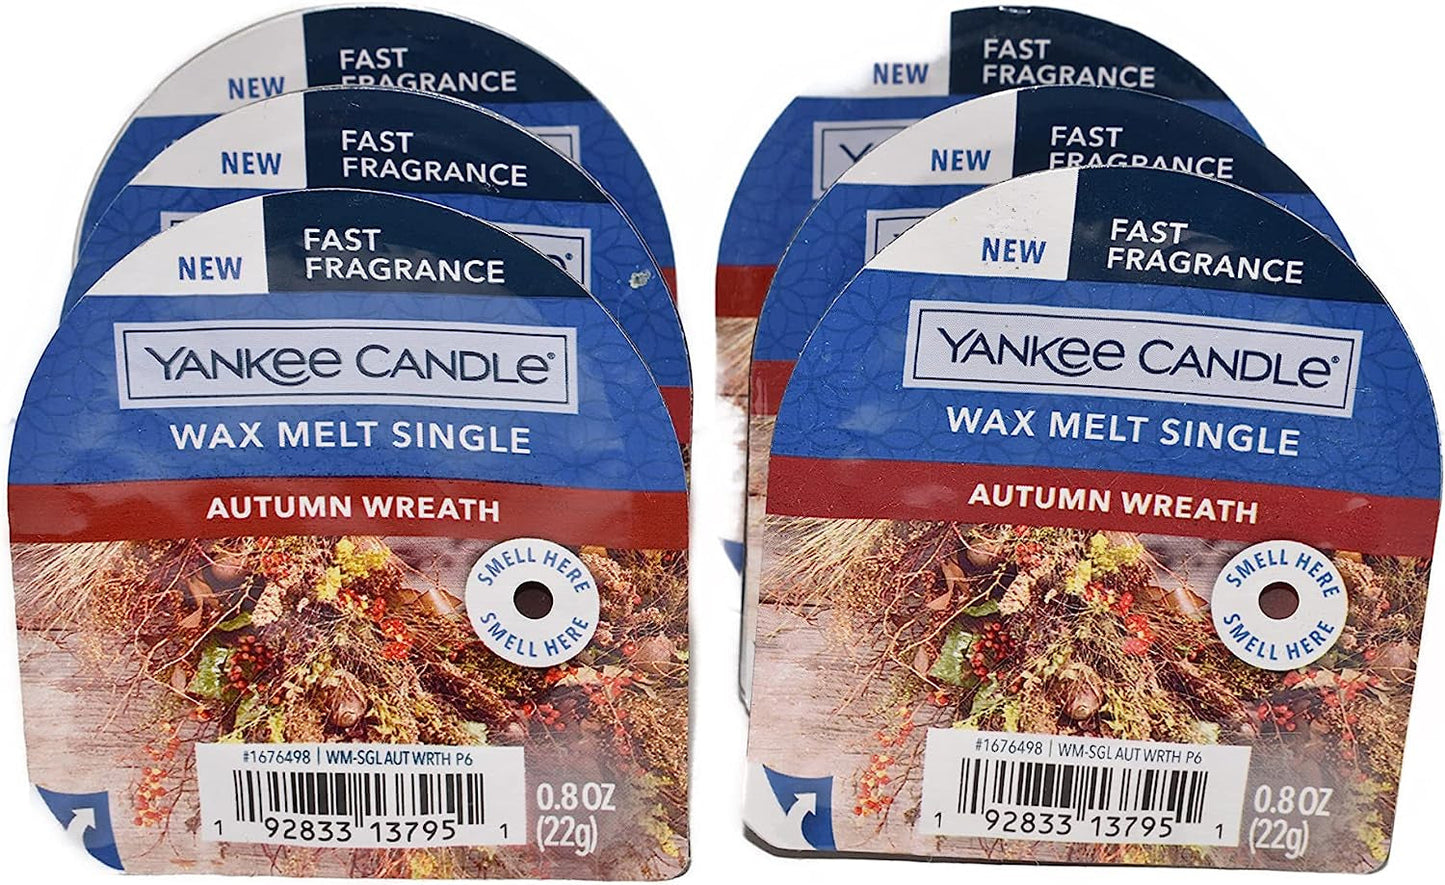 NEW
FAST
FRAGRANCE
NEW
FAST
FRAGRANCE
NEW
FAST
FRAGRANCE
YANKEE CANDLE®
WAX MELT SINGLE
AUTUMN WREATH
SMELL HERE
SMELL HERE
#1676498 | WM-SGL AUT WRTH P6
1 92833 13795 1
0.8 OZ
(22g)
NEW
FAST
FRAGRANCE
NEW
FAST
FRAGRANCE
NEW
FAST
FRAGRANCE
YANKEE CANDLE®
WAX MELT SINGLE
AUTUMN WREATH
SMELL HERE
SMELL HERE
#1676498 | WM-SGL AUT WRTH P6
1 92833 13795 1
0.8 OZ
(22g)